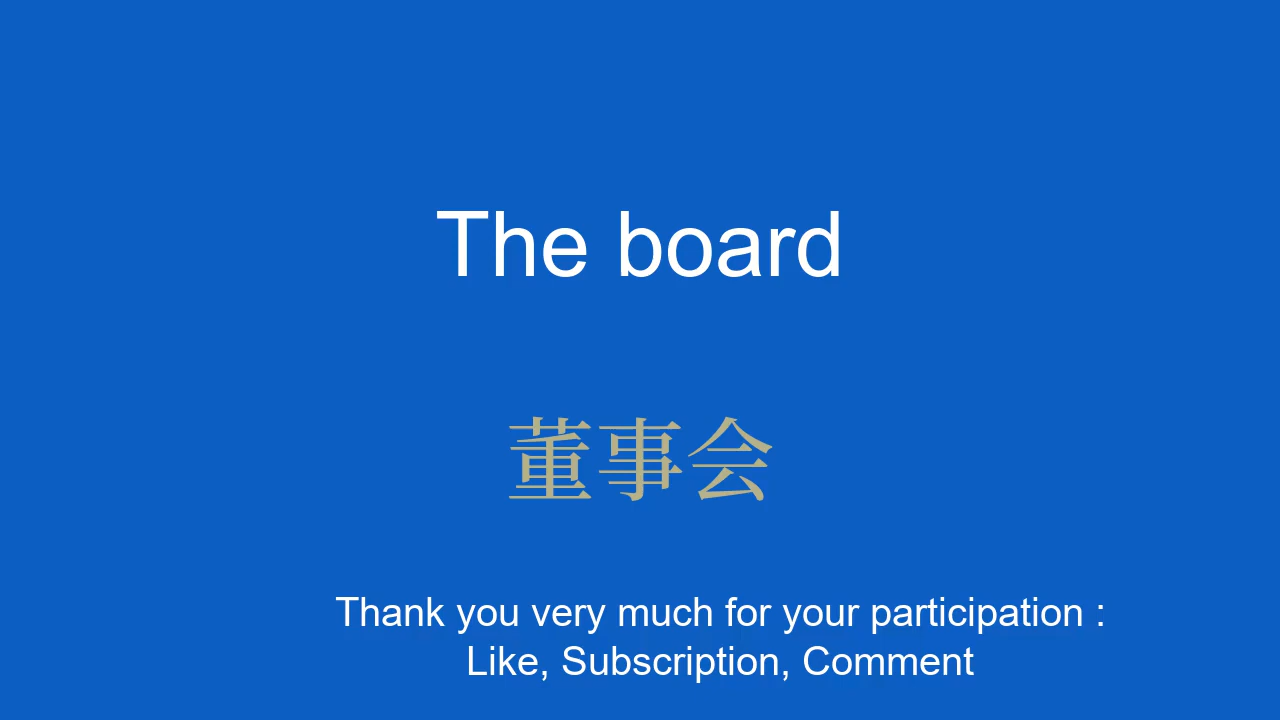 The board
董事会
Thank you very much for your participation :
Like, Subscription, Comment